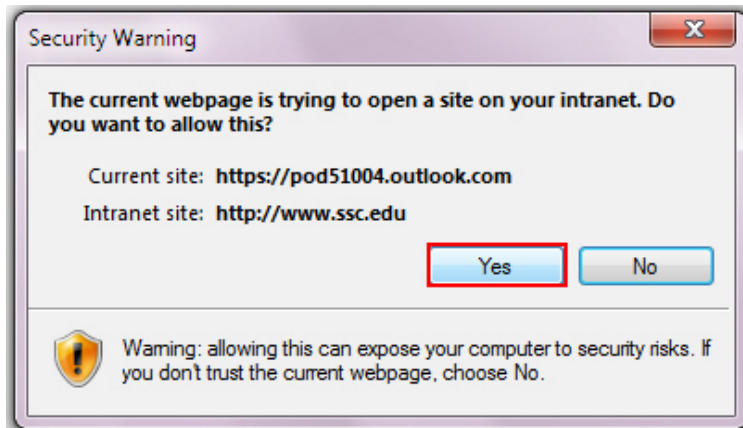 Security Warning
The current webpage is trying to open a site on your intranet. Do
you want to allow this?
Current site: https://pod51004.outlook.com
Intranet site: http://www.ssc.edu
Yes No
Warning: allowing this can expose your computer to security risks. If
you don't trust the current webpage, choose No.